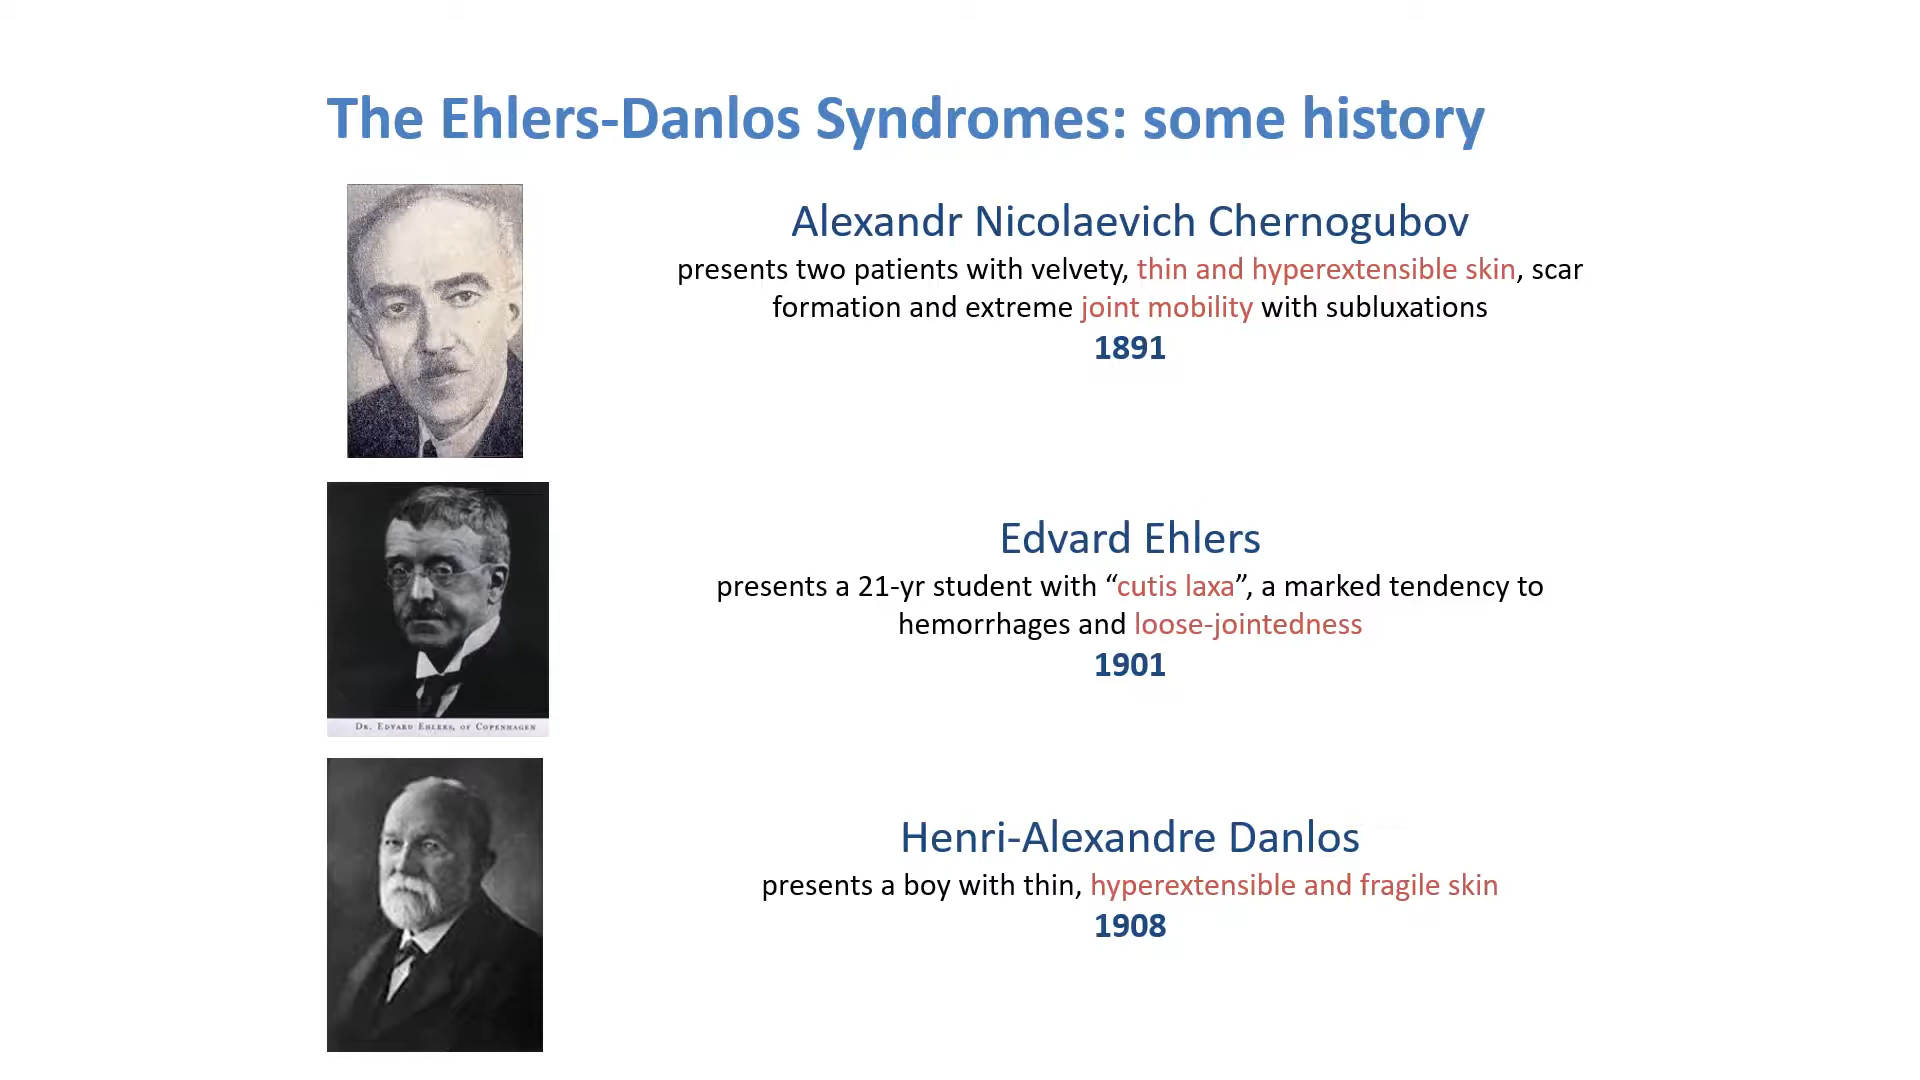 The Ehlers-Danlos Syndromes: some history
Alexandr Nicolaevich Chernogubov
presents two patients with velvety, thin and hyperextensible skin, scar
formation and extreme joint mobility with subluxations
1891
Edvard Ehlers
presents a 21-yr student with “cutis laxa”, a marked tendency to
hemorrhages and loose-jointedness
1901
DR. EDVARD EHLERS, OF COPENHAGEN
Henri-Alexandre Danlos
presents a boy with thin, hyperextensible and fragile skin
1908